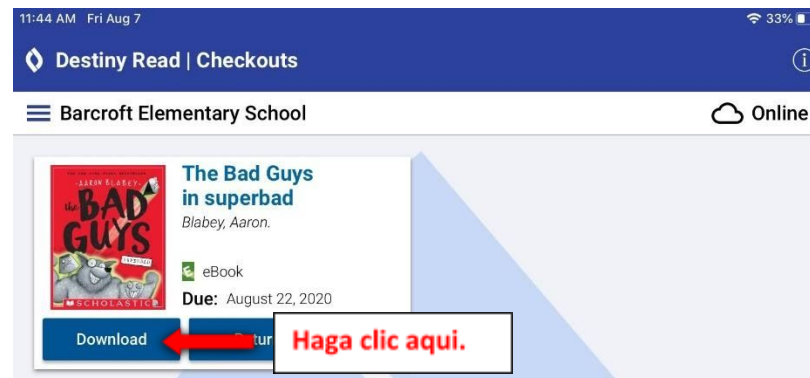 11:44 AM Fri Aug 7 33%
Destiny Read | Checkouts
Barcroft Elementary School Online
The Bad Guys
in superbad
Blabey, Aaron.
AARON BLABEY
the BAD
GUYS
SUPERBAD
SCHOLASTIC
eBook
Due: August 22, 2020
Download
Haga clic aqui.